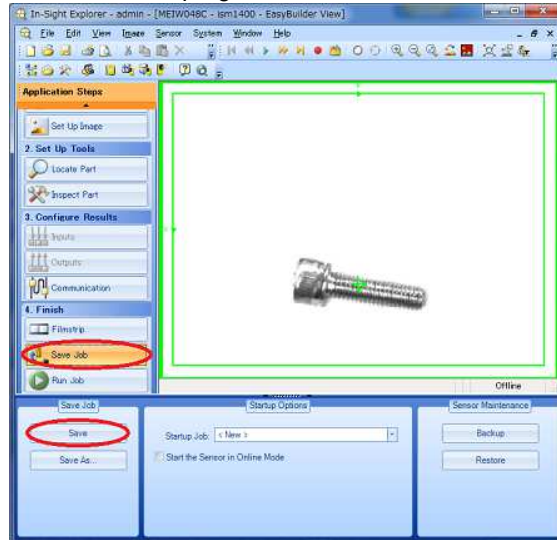 In-Sight Explorer - admin - [MEIW048C - ism1400 - EasyBuilder View]
File Edit View Image Sensor System Window Help
Application Steps
Set Up Image
2. Set Up Tools
Locate Part
Inspect Part
3. Configure Results
Inputs
Outputs
Communication
4. Finish
Filmstrip
Save Job
Run Job
Offline
Save Job
Save
Save As...
Startup Options
Startup Job: < New >
Start the Sensor in Online Mode
Sensor Maintenance
Backup
Restore